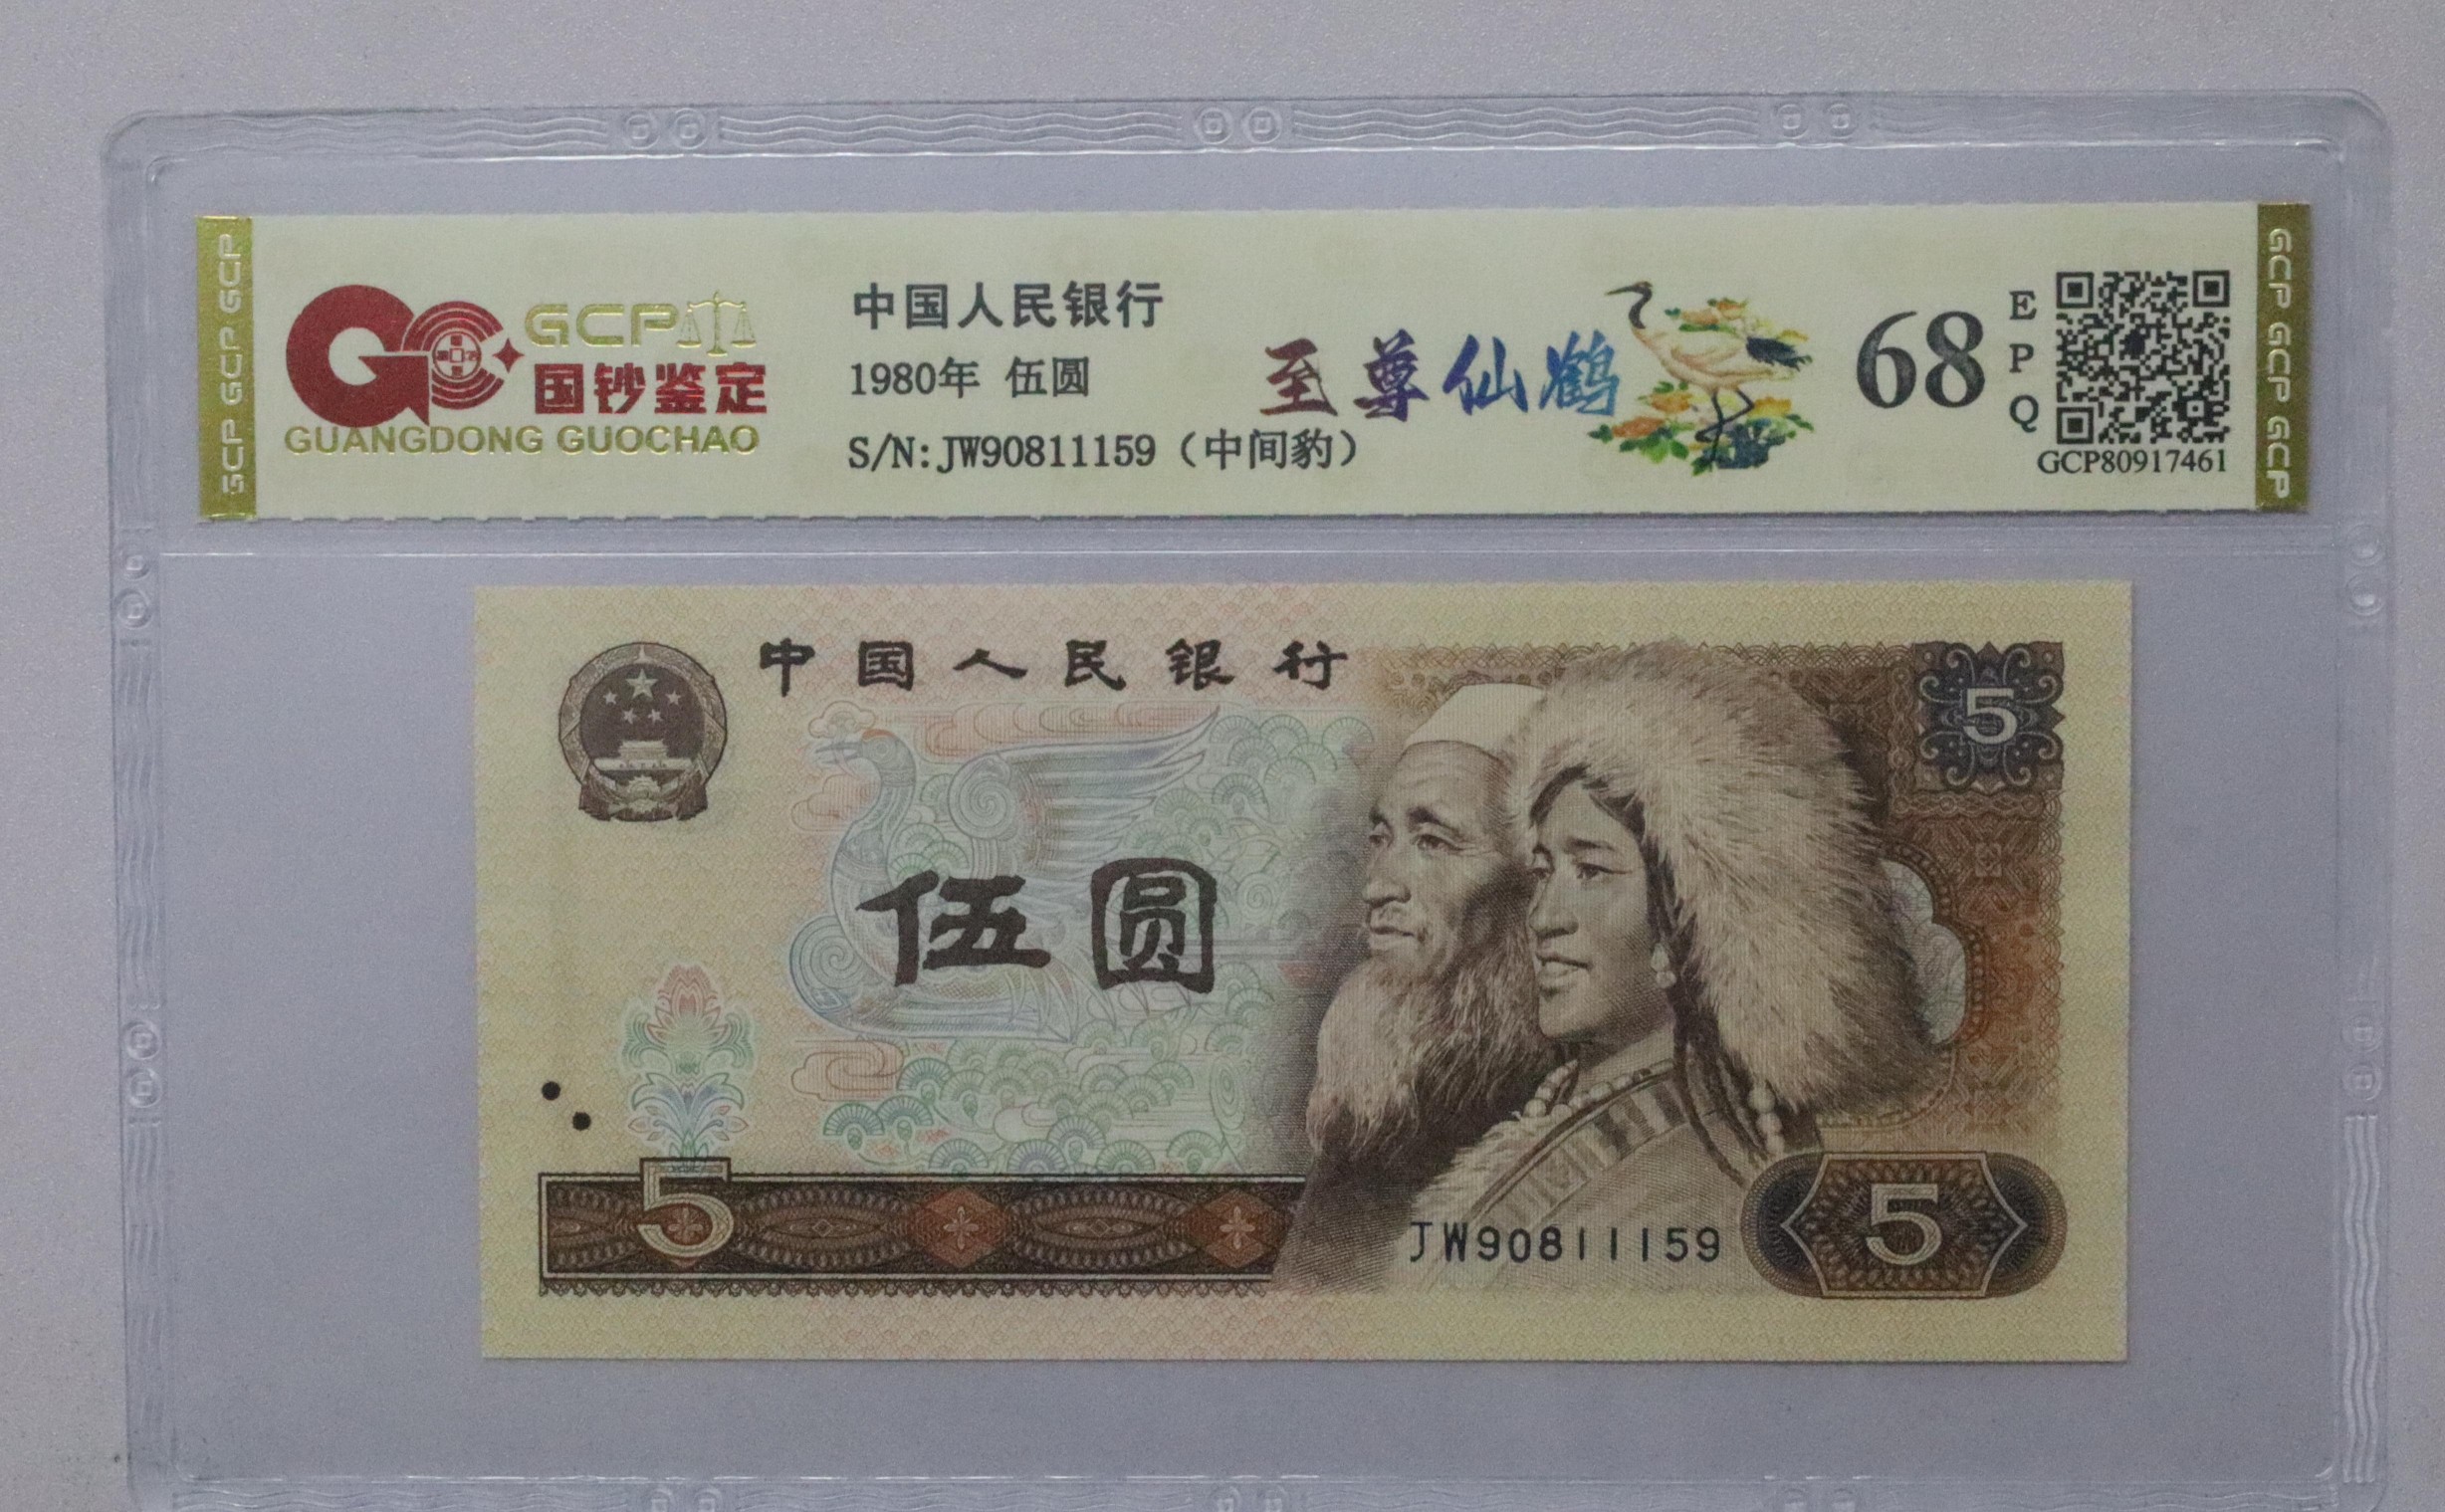 GCP GCP GCP
GCP
国钞鉴定
GUANGDONG GUOCHAO
中国人民银行
1980年 伍圆
S/N:JW90811159（中间豹）
至尊仙鹤
68
E
P
Q
GCP80917461
GCP GCP GCP
中国人民银行
5
伍圆
5
JW90811159
5